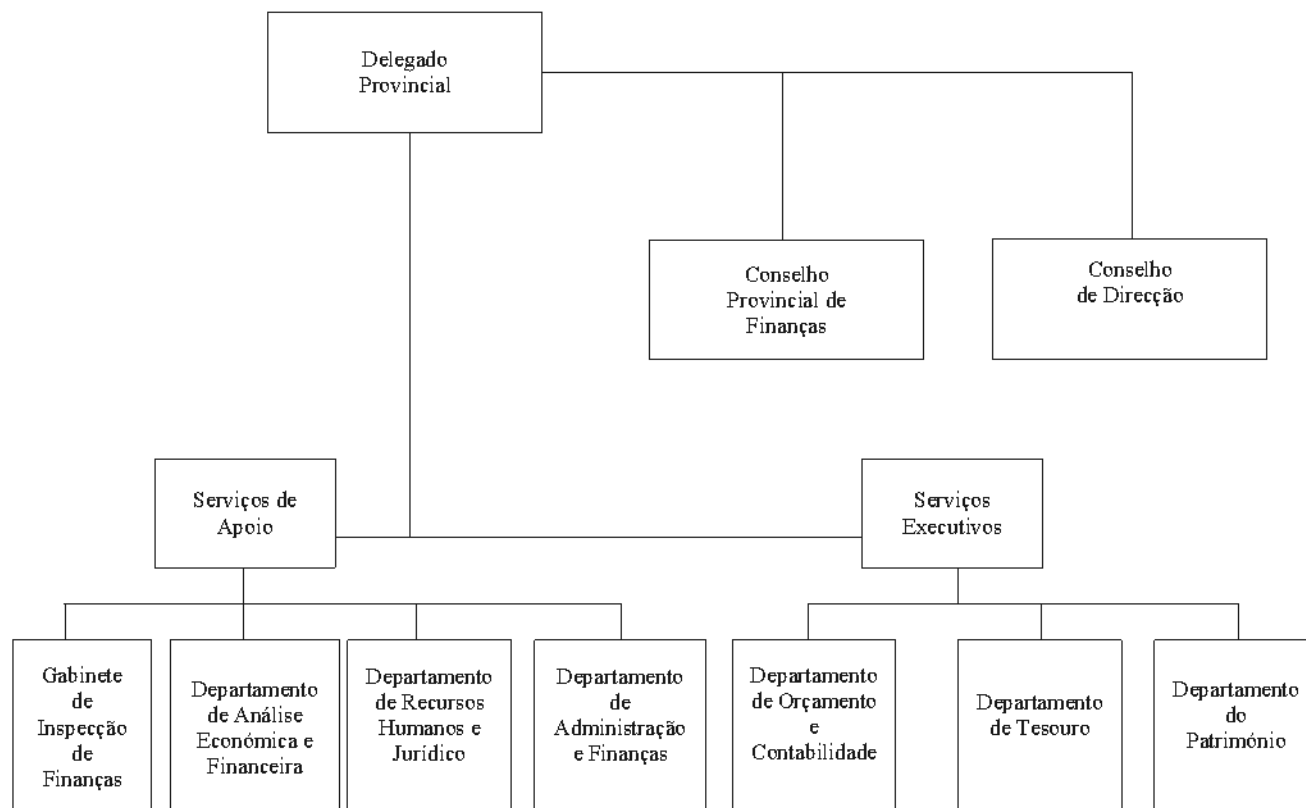 Delegado
Provincial
Conselho
Provincial de
Finanças
Conselho
de Direcção
Serviços de
Apoio
Serviços
Executivos
Gabinete
de
Inspecção
de
Finanças
Departamento
de Análise
Económica e
Financeira
Departamento
de Recursos
Humanos e
Jurídico
Departamento
de
Administração
e Finanças
Departamento
de Orçamento
e
Contabilidade
Departamento
de Tesouro
Departamento
do
Património